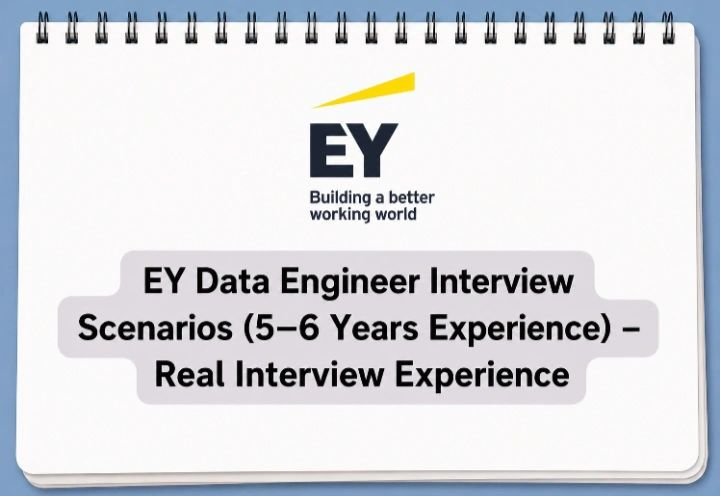 EY
Building a better
working world
EY Data Engineer Interview
Scenarios (5–6 Years Experience) –
Real Interview Experience